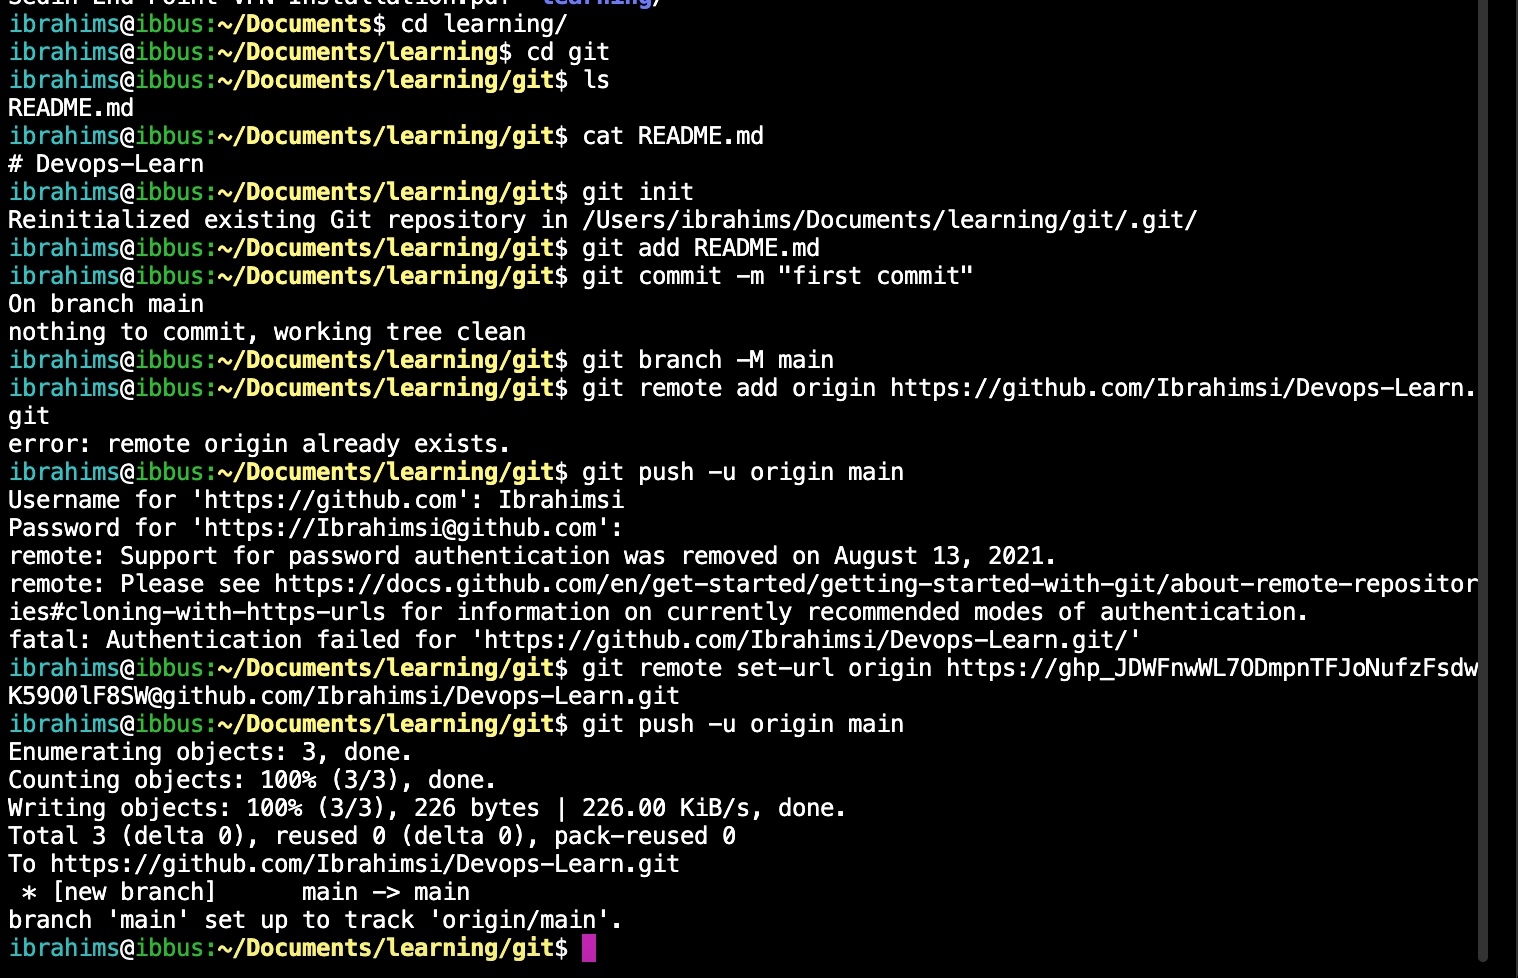 learning/
ibrahims@ibbus:~/Documents$ cd learning/
ibrahims@ibbus:~/Documents/learning$ cd git
ibrahims@ibbus:~/Documents/learning/git$ ls
README.md
ibrahims@ibbus:~/Documents/learning/git$ cat README.md
# Devops-Learn
ibrahims@ibbus:~/Documents/learning/git$ git init
Reinitialized existing Git repository in /Users/ibrahims/Documents/learning/git/.git/
ibrahims@ibbus:~/Documents/learning/git$ git add README.md
ibrahims@ibbus:~/Documents/learning/git$ git commit -m "first commit"
On branch main
nothing to commit, working tree clean
ibrahims@ibbus:~/Documents/learning/git$ git branch -M main
ibrahims@ibbus:~/Documents/learning/git$ git remote add origin https://github.com/Ibrahimsi/Devops-Learn.
git
error: remote origin already exists.
ibrahims@ibbus:~/Documents/learning/git$ git push -u origin main
Username for 'https://github.com': Ibrahimsi
Password for 'https://Ibrahimsi@github.com':
remote: Support for password authentication was removed on August 13, 2021.
remote: Please see https://docs.github.com/en/get-started/getting-started-with-git/about-remote-repositor
ies#cloning-with-https-urls for information on currently recommended modes of authentication.
fatal: Authentication failed for 'https://github.com/Ibrahimsi/Devops-Learn.git/'
ibrahims@ibbus:~/Documents/learning/git$ git remote set-url origin https://
@github.com/Ibrahimsi/Devops-Learn.git
ibrahims@ibbus:~/Documents/learning/git$ git push -u origin main
Enumerating objects: 3, done.
Counting objects: 100% (3/3), done.
Writing objects: 100% (3/3), 226 bytes | 226.00 KiB/s, done.
Total 3 (delta 0), reused 0 (delta 0), pack-reused 0
To https://github.com/Ibrahimsi/Devops-Learn.git
 * [new branch]      main -> main
branch 'main' set up to track 'origin/main'.
ibrahims@ibbus:~/Documents/learning/git$